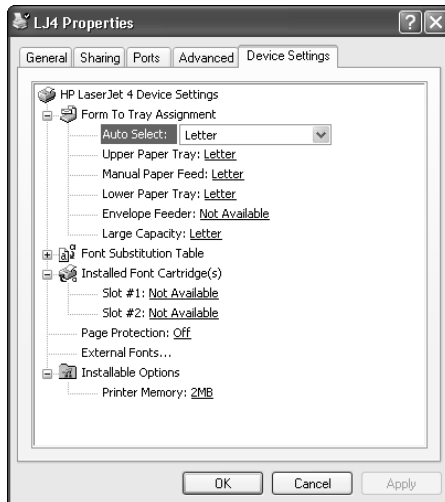 LJ4 Properties
General Sharing Ports Advanced Device Settings
HP LaserJet 4 Device Settings
Form To Tray Assignment
Auto Select: Letter
Upper Paper Tray: Letter
Manual Paper Feed: Letter
Lower Paper Tray: Letter
Envelope Feeder: Not Available
Large Capacity: Letter
Font Substitution Table
Installed Font Cartridge(s)
Slot #1: Not Available
Slot #2: Not Available
Page Protection: Off
External Fonts...
Installable Options
Printer Memory: 2MB
OK Cancel Apply